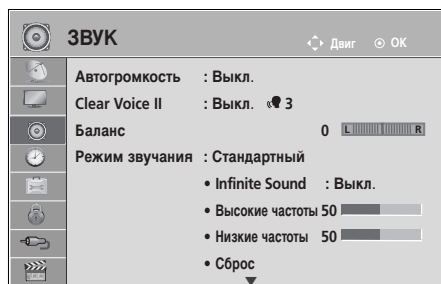 ЗВУК
Двиг ОК
Автогромкость : Выкл.
Clear Voice II : Выкл. 3
Баланс 0 L R
Режим звучания : Стандартный
• Infinite Sound : Выкл.
• Высокие частоты 50
• Низкие частоты 50
• Сброс